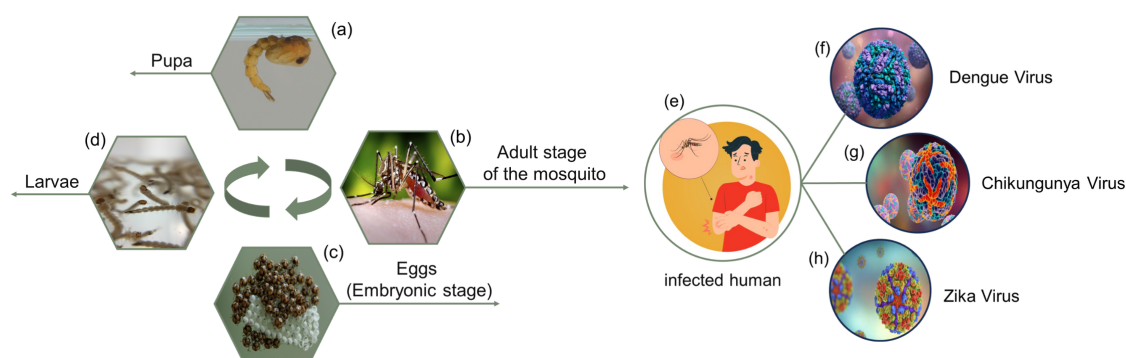 (a)
Pupa
(d)
Larvae
(b)
Adult stage
of the mosquito
(c)
Eggs
(Embryonic stage)
(e)
infected human
(f)
Dengue Virus
(g)
Chikungunya Virus
(h)
Zika Virus